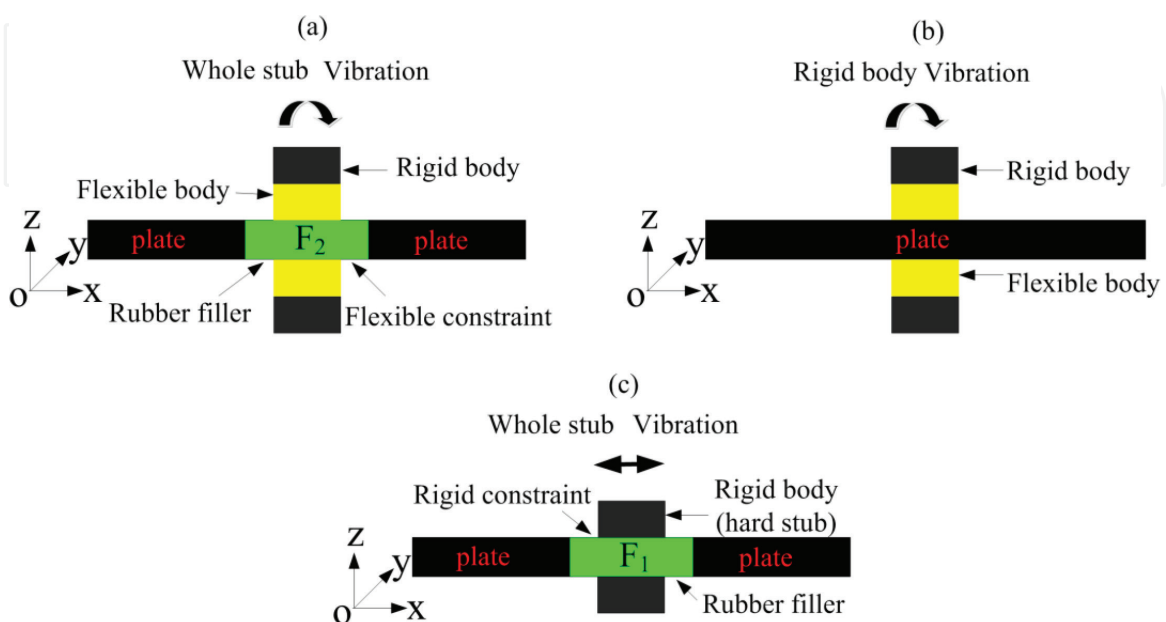 (a)
Whole stub Vibration
Rigid body
Flexible body
plate
F2
plate
z
y
o
x
Rubber filler
Flexible constraint
(b)
Rigid body Vibration
Rigid body
plate
z
y
o
x
Flexible body
(c)
Whole stub Vibration
Rigid constraint
Rigid body
(hard stub)
plate
F1
plate
z
y
o
x
Rubber filler